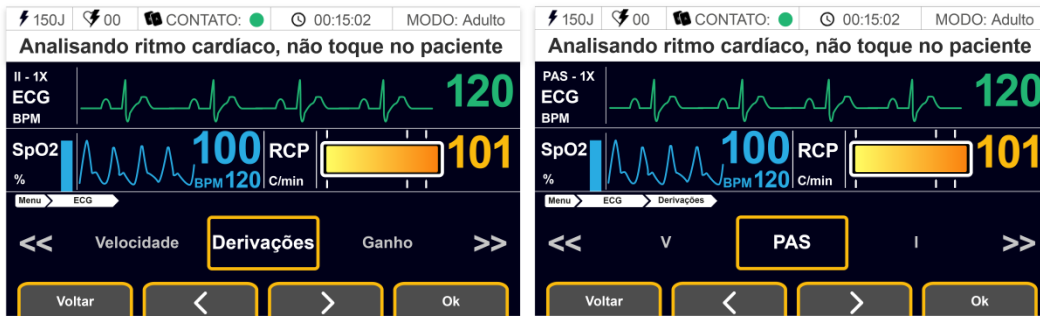 150J 00 CONTATO: 00:15:02 MODO: Adulto
Analisando ritmo cardíaco, não toque no paciente
II - 1X
ECG
BPM
120
SpO2
%
100
BPM 120
RCP
C/min
101
Menu ECG
<< Velocidade Derivações Ganho >>
Voltar < > Ok
150J 00 CONTATO: 00:15:02 MODO: Adulto
Analisando ritmo cardíaco, não toque no paciente
PAS - 1X
ECG
BPM
120
SpO2
%
100
BPM 120
RCP
C/min
101
Menu ECG Derivações
<< V PAS I >>
Voltar < > Ok